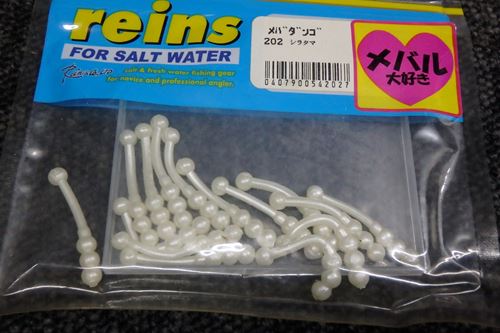 reins
FOR SALT WATER
salt & fresh water fishing gear
for novice and professional angler.
ﾒﾊﾞﾀﾞﾝｺﾞ
202 ｼﾗﾀﾏ
0407900542027
メバル
大好き